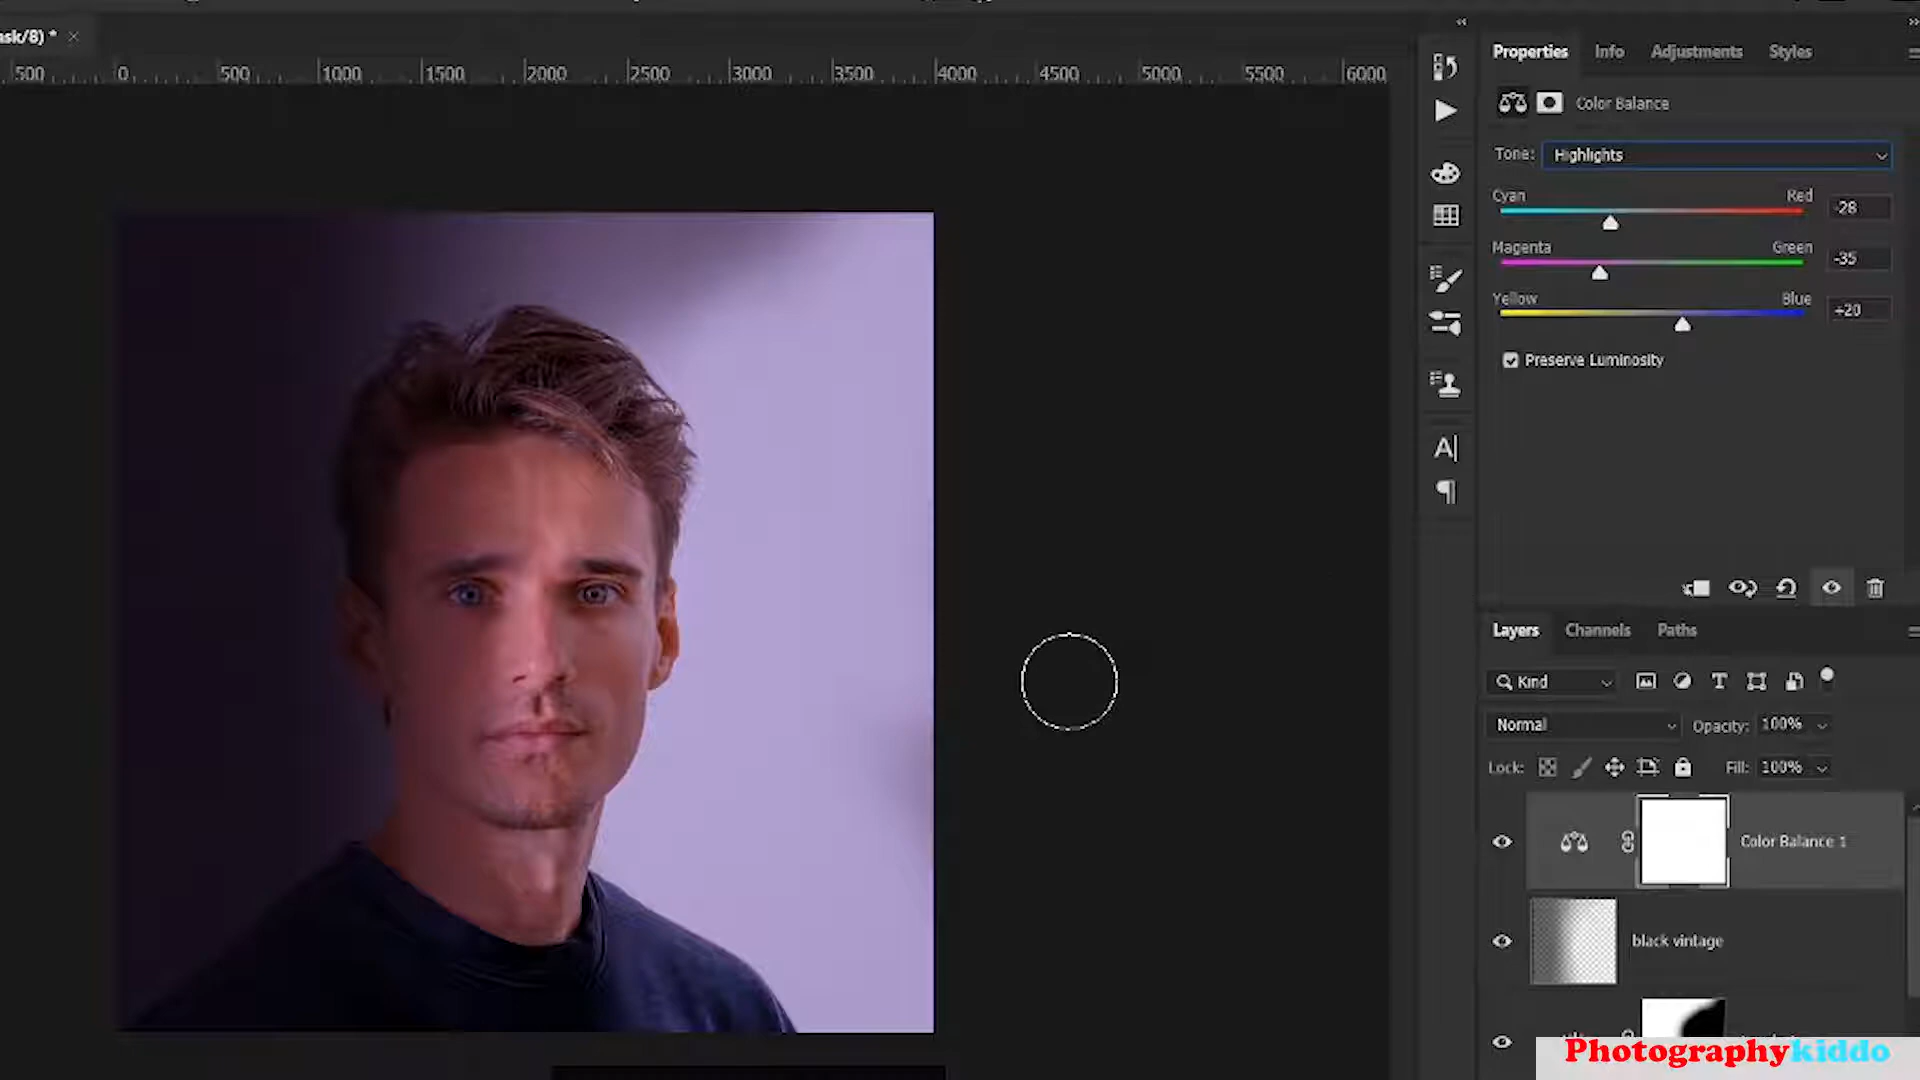 ask/8) *
500 0 500 1000 1500 2000 2500 3000 3500 4000 4500 5000 5500 6000
Properties Info Adjustments Styles
Color Balance
Tone: Highlights
Cyan Red -28
Magenta Green -35
Yellow Blue +20
Preserve Luminosity
Layers Channels Paths
Kind
Normal Opacity: 100%
Lock: Fill: 100%
Color Balance 1
black vintage
Photographykiddo